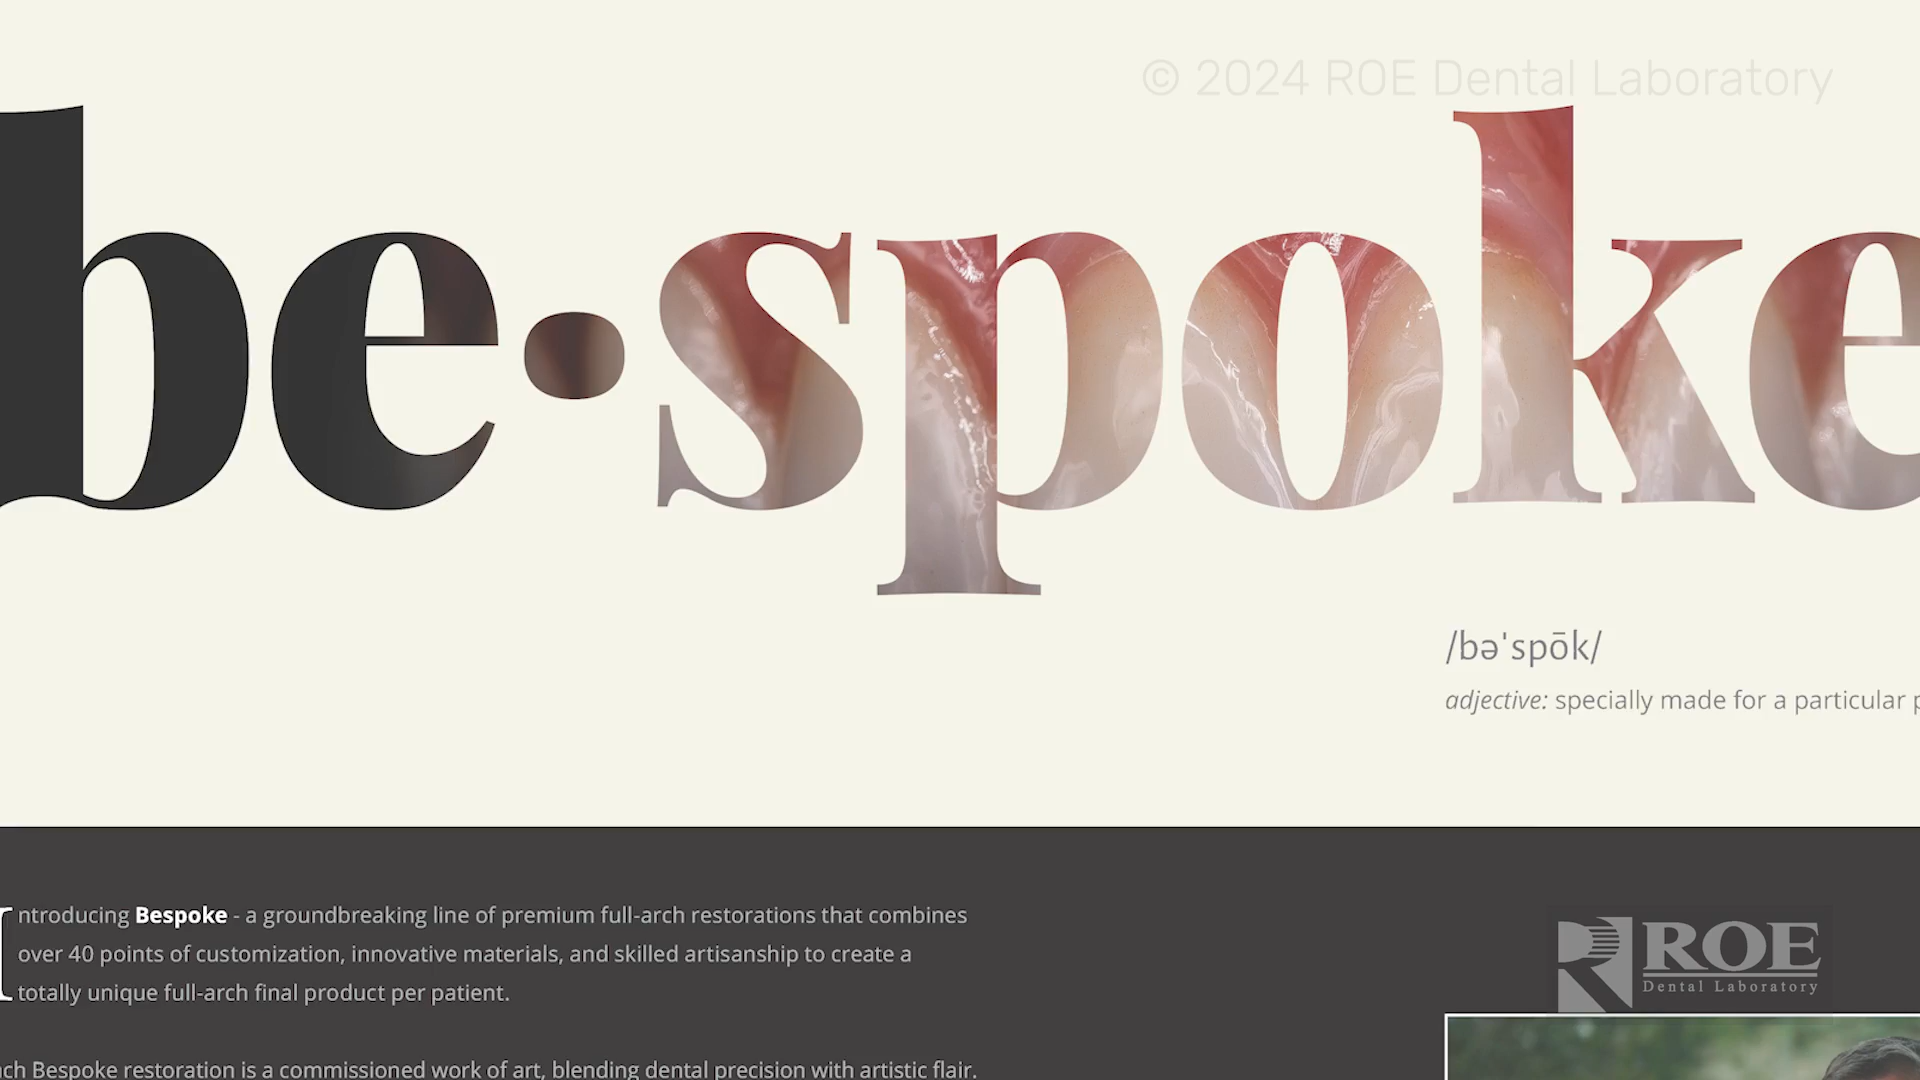 © 2024 ROE Dental Laboratory
be·spoke
/bəˈspōk/
adjective: specially made for a particular p
Introducing Bespoke - a groundbreaking line of premium full-arch restorations that combines
over 40 points of customization, innovative materials, and skilled artisanship to create a
totally unique full-arch final product per patient.
ROE
Dental Laboratory
ch Bespoke restoration is a commissioned work of art, blending dental precision with artistic flair.